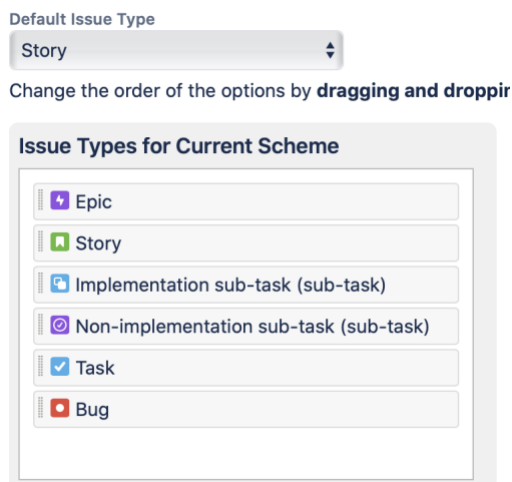 Default Issue Type
Story
Change the order of the options by dragging and
Issue Types for Current Scheme
Epic
Story
Implementation sub-task (sub-task)
Non-implementation sub-task (sub-task)
Task
Bug